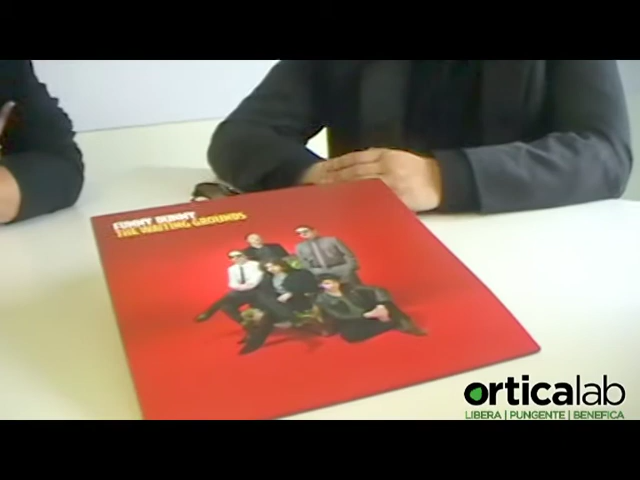 FUNNY DUNNY
THE WAITING GROUNDS
orticalab
LIBERA | PUNGENTE | BENEFICA